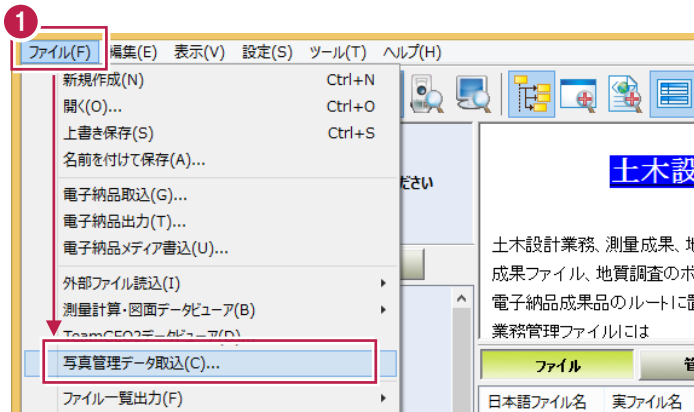 1
ファイル(F) 編集(E) 表示(V) 設定(S) ツール(T) ヘルプ(H)
新規作成(N) Ctrl+N
開く(O)... Ctrl+O
上書き保存(S) Ctrl+S
名前を付けて保存(A)...
電子納品取込(G)...
電子納品出力(T)...
電子納品メディア書込(U)...
外部ファイル読込(I)
測量計算・図面データビューア(B)
写真管理データ取込(C)...
ファイル一覧出力(F)
ださい
土木設
土木設計業務、測量成果、地
成果ファイル、地質調査のボ
電子納品成果品のルートに
業務管理ファイルには
ファイル 管
日本語ファイル名 実ファイル名